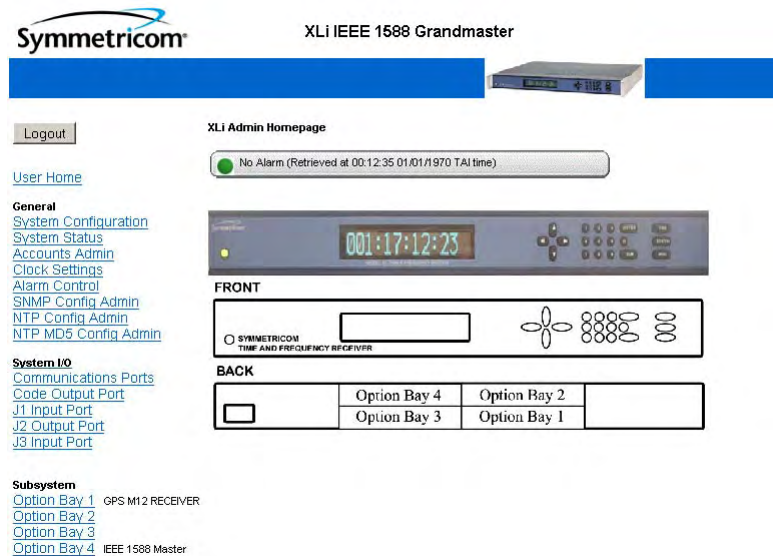 Symmetricom
XLi IEEE 1588 Grandmaster
Logout
User Home
General
System Configuration
System Status
Accounts Admin
Clock Settings
Alarm Control
SNMP Config Admin
NTP Config Admin
NTP MD5 Config Admin
System I/O
Communications Ports
Code Output Port
J1 Input Port
J2 Output Port
J3 Input Port
Subsystem
Option Bay 1 GPS M12 RECEIVER
Option Bay 2
Option Bay 3
Option Bay 4 IEEE 1588 Master
XLi Admin Homepage
No Alarm (Retrieved at 00:12:35 01/01/1970 TAI time)
001:17:12:23
FRONT
SYMMETRICOM
TIME AND FREQUENCY RECEIVER
BACK
Option Bay 4 Option Bay 2
Option Bay 3 Option Bay 1